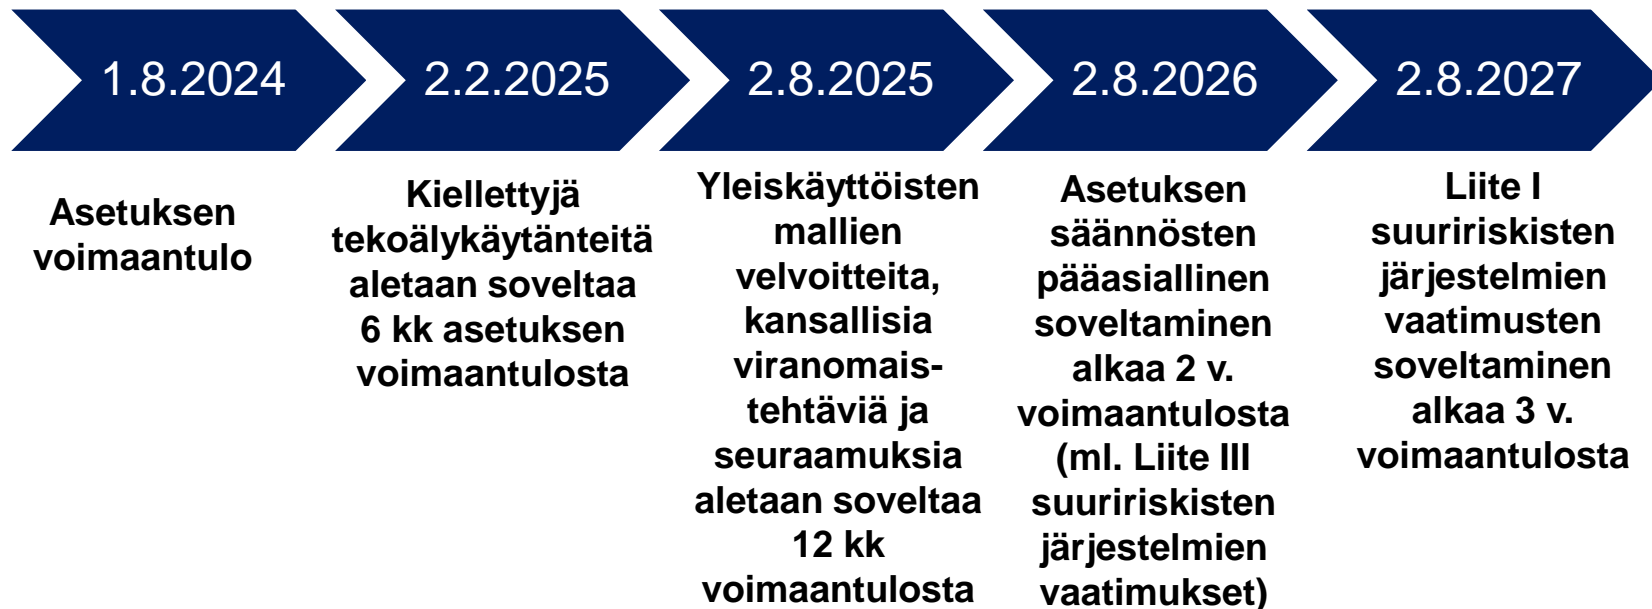 1.8.2024
2.2.2025
2.8.2025
2.8.2026
2.8.2027
Asetuksen
voimaantulo
Kiellettyjä
tekoälykäytänteitä
aletaan soveltaa
6 kk asetuksen
voimaantulosta
Yleiskäyttöisten
mallien
velvoitteita,
kansallisia
viranomais-
tehtäviä ja
seuraamuksia
aletaan soveltaa
12 kk
voimaantulosta
Asetuksen
säännösten
pääasiallinen
soveltaminen
alkaa 2 v.
voimaantulosta
(ml. Liite III
suuririskisten
järjestelmien
vaatimukset)
Liite I
suuririskisten
järjestelmien
vaatimusten
soveltaminen
alkaa 3 v.
voimaantulosta